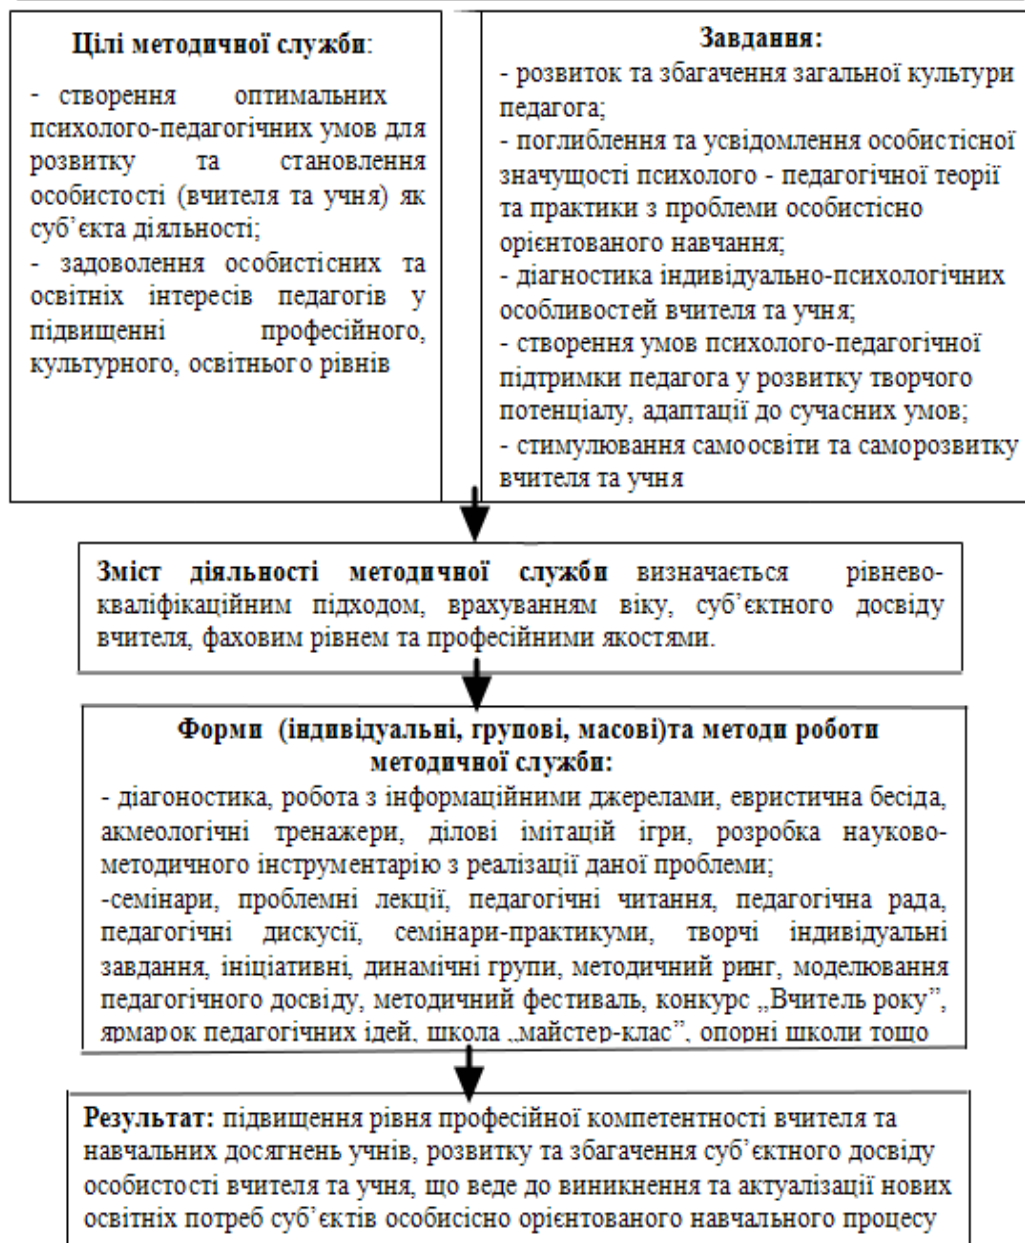 Цілі методичної служби:
- створення оптимальних
психолого-педагогічних умов для
розвитку та становлення
особистості (вчителя та учня) як
суб’єкта діяльності;
- задоволення особистісних та
освітніх інтересів педагогів у
підвищенні професійного,
культурного, освітнього рівнів
Завдання:
- розвиток та збагачення загальної культури
педагога;
- поглиблення та усвідомлення особистісної
значущості психолого - педагогічної теорії
та практики з проблеми особистісно
орієнтованого навчання;
- діагностика індивідуально-психологічних
особливостей вчителя та учня;
- створення умов психолого-педагогічної
підтримки педагога у розвитку творчого
потенціалу, адаптації до сучасних умов;
- стимулювання самоосвіти та саморозвитку
вчителя та учня
Зміст діяльності методичної служби визначається рівнево-
кваліфікаційним підходом, врахуванням віку, суб’єктного досвіду
вчителя, фаховим рівнем та професійними якостями.
Форми (індивідуальні, групові, масові)та методи роботи
методичної служби:
- діагоностика, робота з інформаційними джерелами, евристична бесіда,
акмеологічні тренажери, ділові імітацій ігри, розробка науково-
методичного інструментарію з реалізації даної проблеми;
-семінари, проблемні лекції, педагогічні читання, педагогічна рада,
педагогічні дискусії, семінари-практикуми, творчі індивідуальні
завдання, ініціативні, динамічні групи, методичний ринг, моделювання
педагогічного досвіду, методичний фестиваль, конкурс „Вчитель року”,
ярмарок педагогічних ідей, школа „майстер-клас”, опорні школи тощо
Результат: підвищення рівня професійної компетентності вчителя та
навчальних досягнень учнів, розвитку та збагачення суб’єктного досвіду
особистості вчителя та учня, що веде до виникнення та актуалізації нових
освітніх потреб суб’єктів особисісно орієнтованого навчального процесу